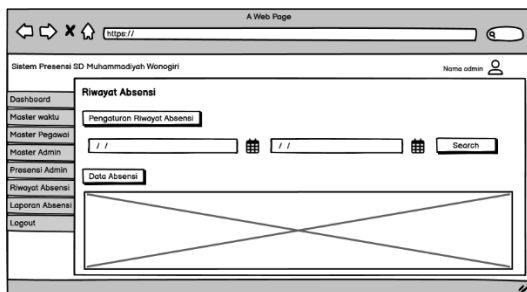 A Web Page
https://
Sistem Presensi SD Muhammadiyah Wonogiri
Nama admin
Dashboard
Master waktu
Master Pegawai
Master Admin
Presensi Admin
Riwayat Absensi
Laporan Absensi
Logout
Riwayat Absensi
Pengaturan Riwayat Absensi
/ / / / Search
Data Absensi